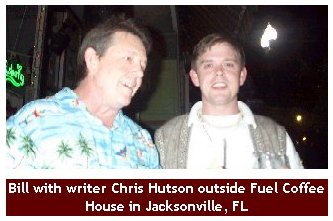 Bill with writer Chris Hutson outside Fuel Coffee
House in Jacksonville, FL